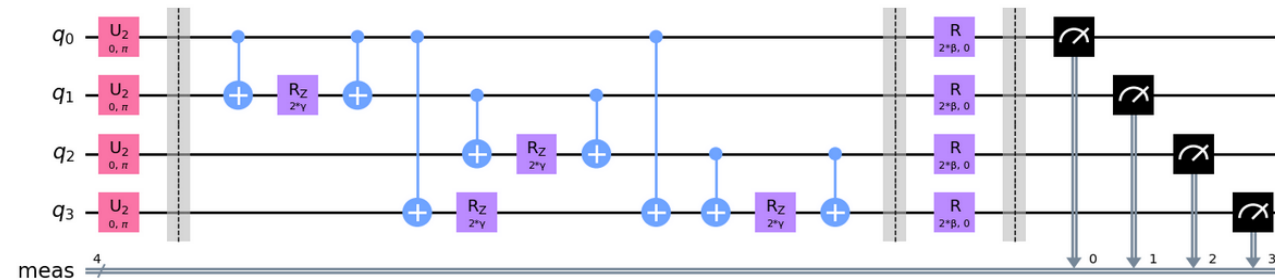 q0 U2 R
0, π 2*β, 0
q1 U2 RZ R
0, π 2*γ 2*β, 0
q2 U2 RZ R
0, π 2*γ 2*β, 0
q3 U2 RZ RZ R
0, π 2*γ 2*γ 2*β, 0
4 0 1 2 3
meas